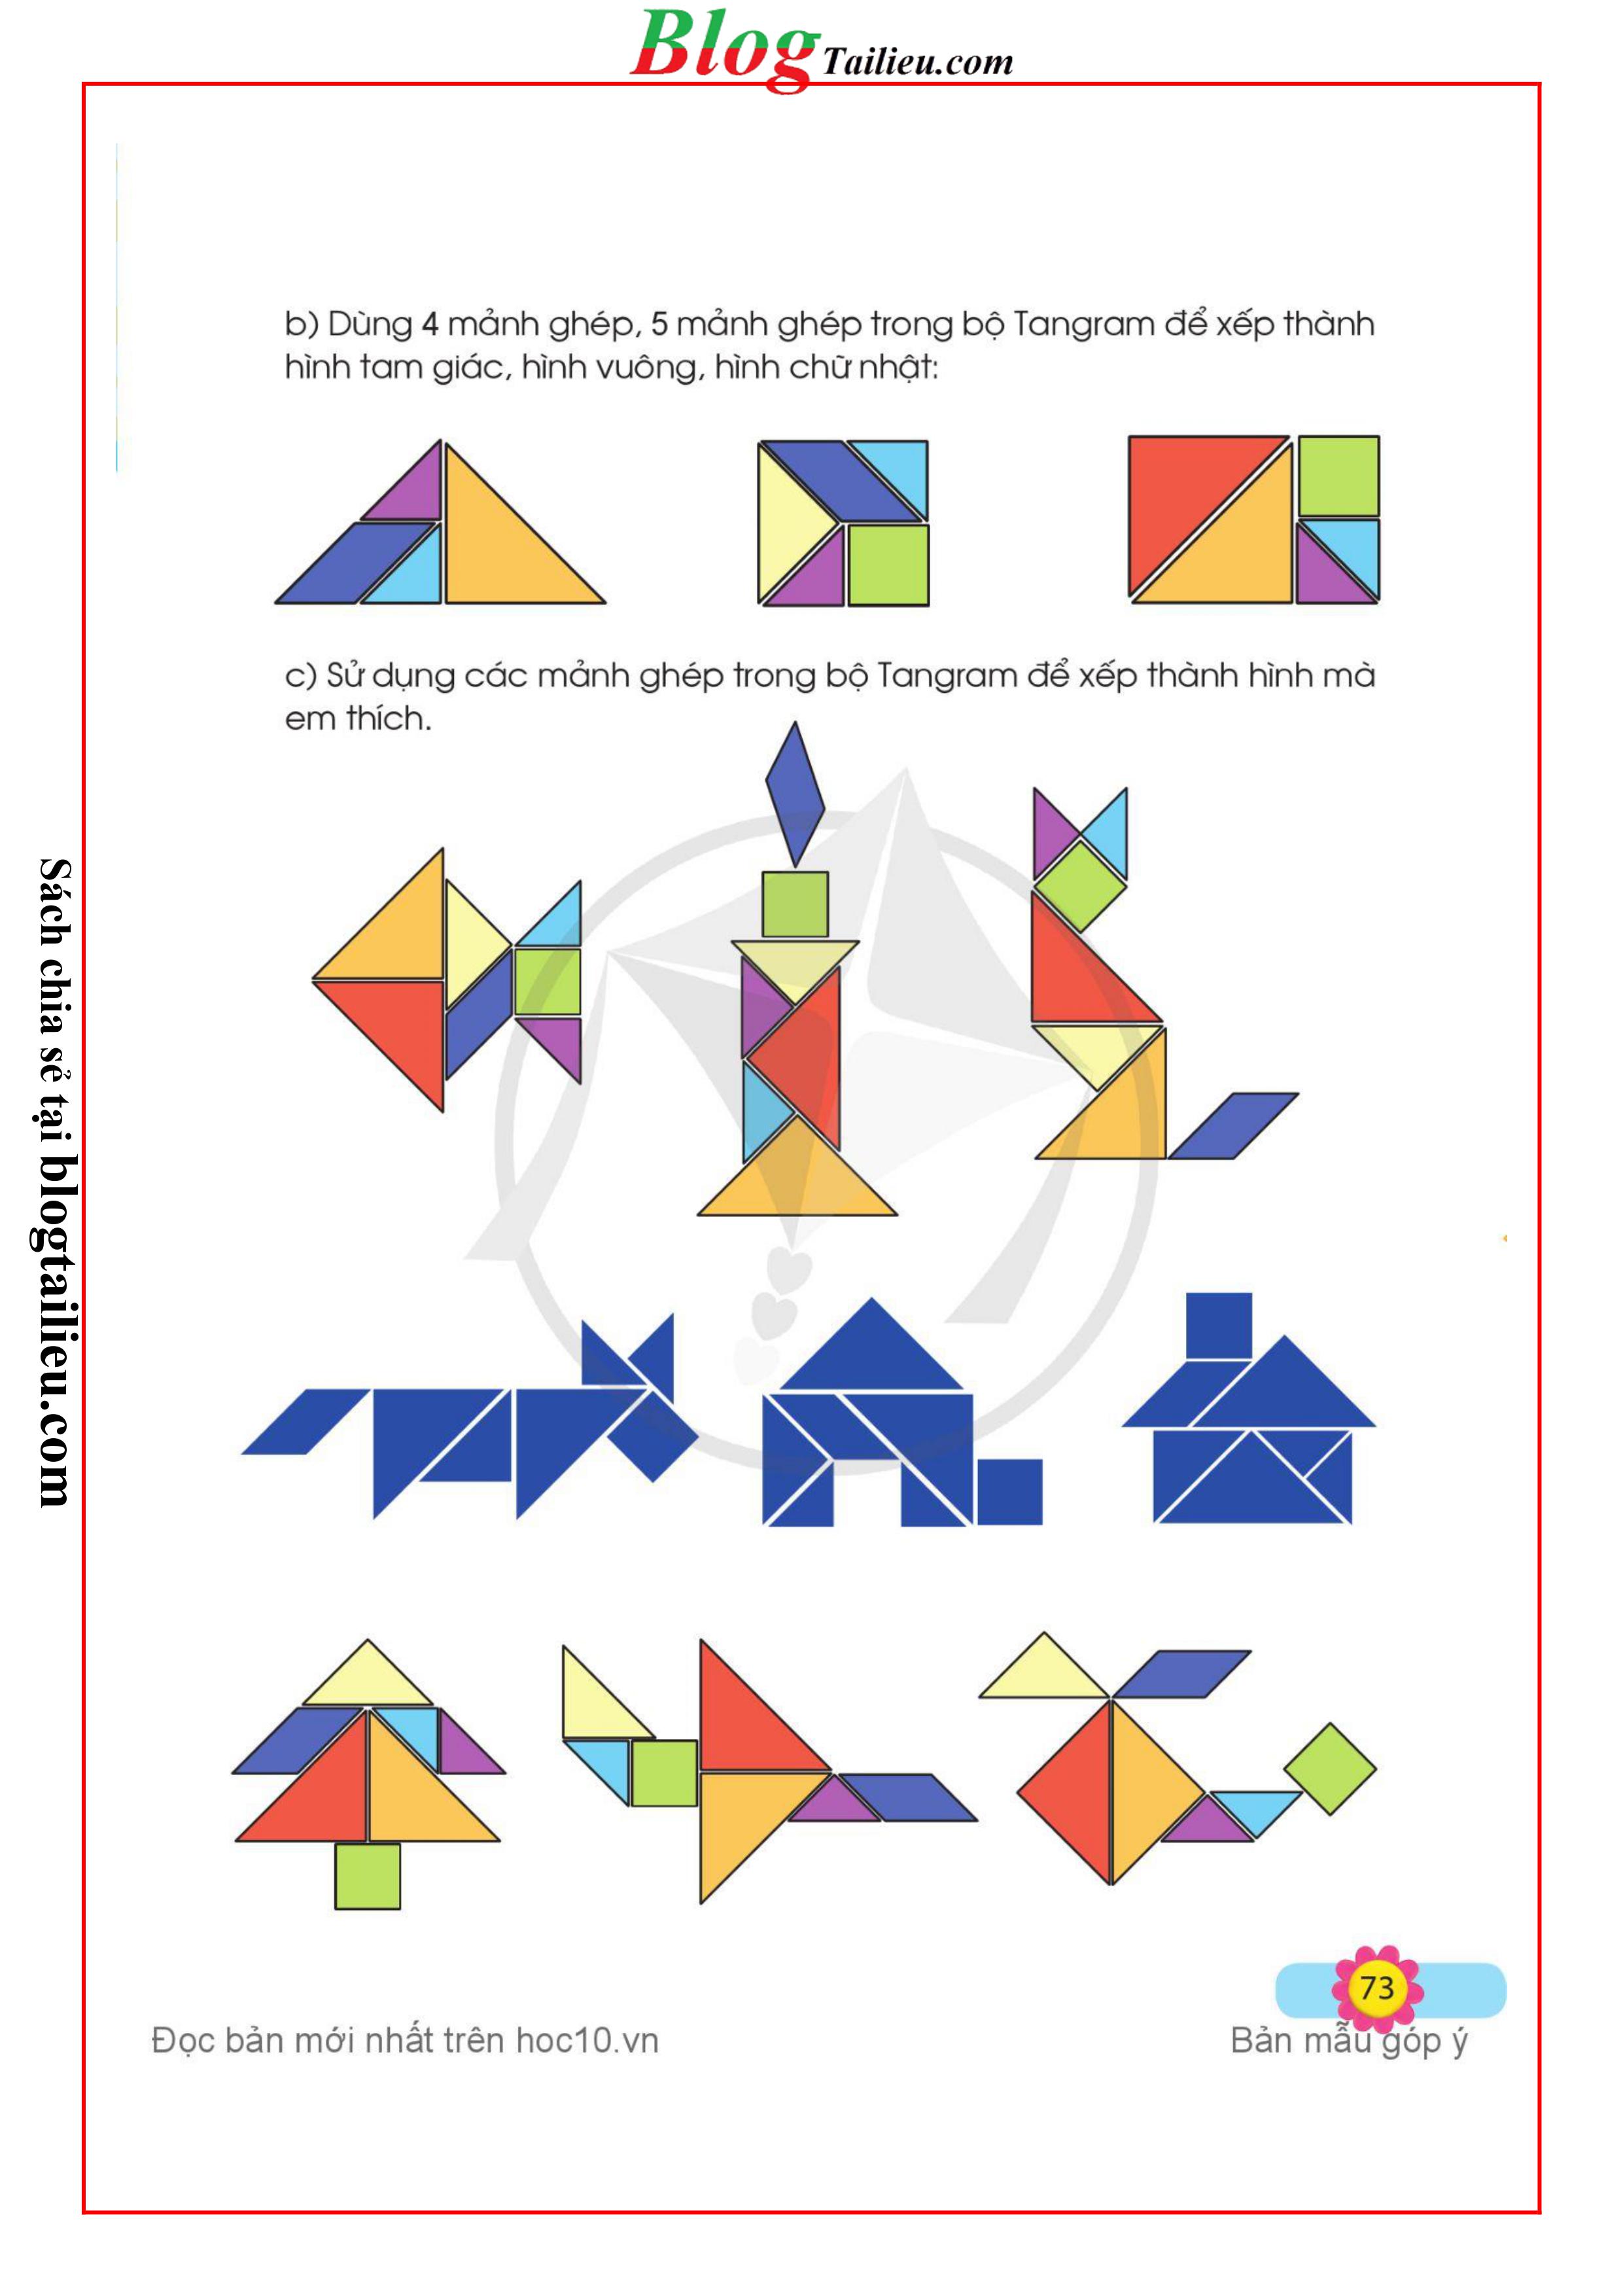 Blog Tailieu.com
b) Dùng 4 mảnh ghép, 5 mảnh ghép trong bộ Tangram để xếp thành
hình tam giác, hình vuông, hình chữ nhật:
c) Sử dụng các mảnh ghép trong bộ Tangram để xếp thành hình mà
em thích.
Sách chia sẻ tại blogtailieu.com
73
Đọc bản mới nhất trên hoc10.vn
Bản mẫu góp ý